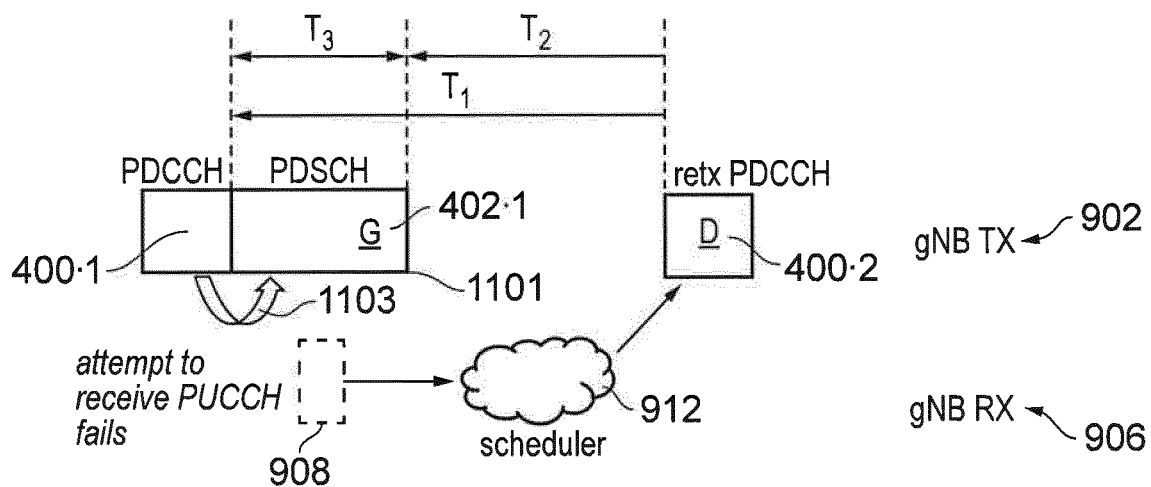 T3 T2
T1
PDCCH PDSCH retx PDCCH
G 402·1 D 902
gNB TX
400·1 1101 400·2
1103
attempt to
receive PUCCH
fails
912
gNB RX
scheduler
908 906